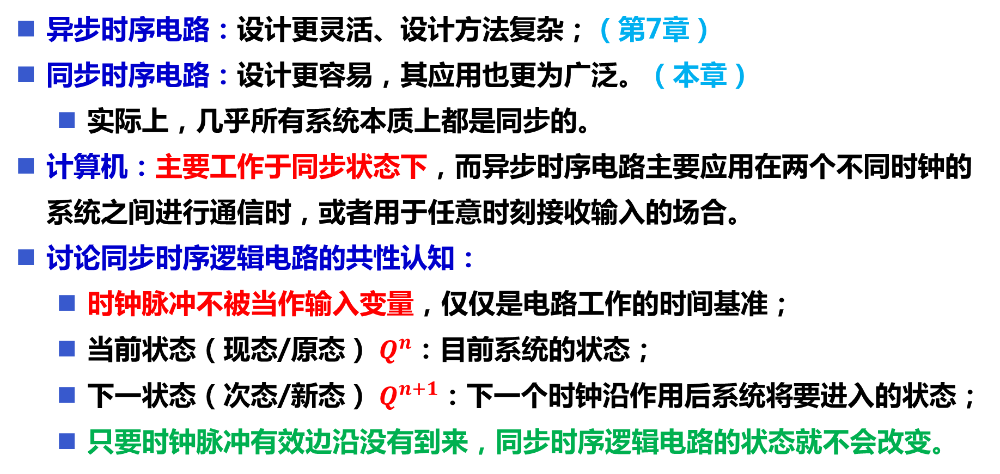 ■ 异步时序电路：设计更灵活、设计方法复杂；（第7章）
■ 同步时序电路：设计更容易，其应用也更为广泛。（本章）
■ 实际上，几乎所有系统本质上都是同步的。
■ 计算机：主要工作于同步状态下，而异步时序电路主要应用在两个不同时钟的
系统之间进行通信时，或者用于任意时刻接收输入的场合。
■ 讨论同步时序逻辑电路的共性认知：
■ 时钟脉冲不被当作输入变量，仅仅是电路工作的时间基准；
■ 当前状态（现态/原态）Qⁿ：目前系统的状态；
■ 下一状态（次态/新态）Qⁿ⁺¹：下一个时钟沿作用后系统将要进入的状态；
■ 只要时钟脉冲有效边沿没有到来，同步时序逻辑电路的状态就不会改变。